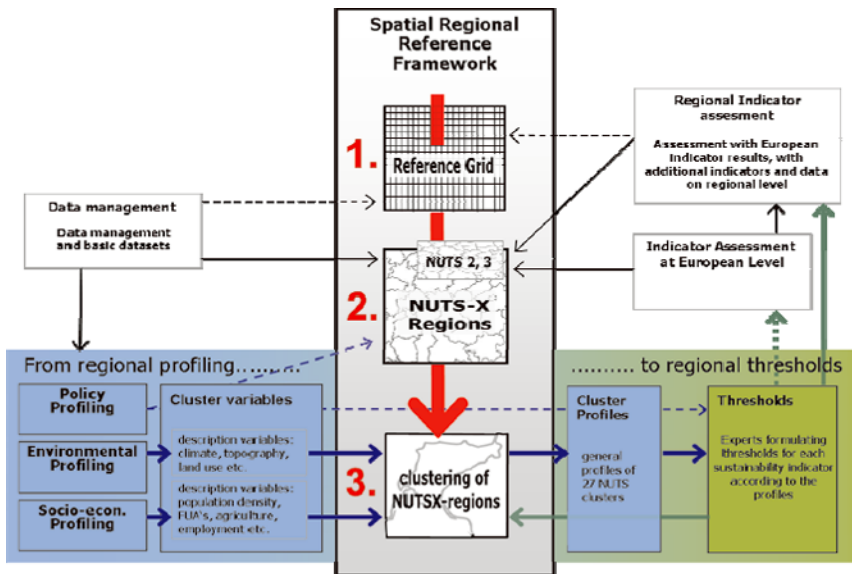 Spatial Regional
Reference
Framework
1.
Reference Grid
Regional Indicator
assesment
Assessment with European
Indicator results, with
additional indicators and data
on regional level
Data management
Data management
and basic datasets
NUTS 2, 3
2.
NUTS-X
Regions
Indicator Assessment
at European Level
From regional profiling..........
.......... to regional thresholds
Policy
Profiling
Environmental
Profiling
Socio-econ.
Profiling
Cluster variables
description variables:
climate, topography,
land use etc.
description variables:
population density,
FUA's, agriculture,
employment etc.
3.
clustering of
NUTSX-regions
Cluster
Profiles
general
profiles of
27 NUTS
clusters
Thresholds
Experts formulating
thresholds for each
sustainability indicator
according to the
profiles